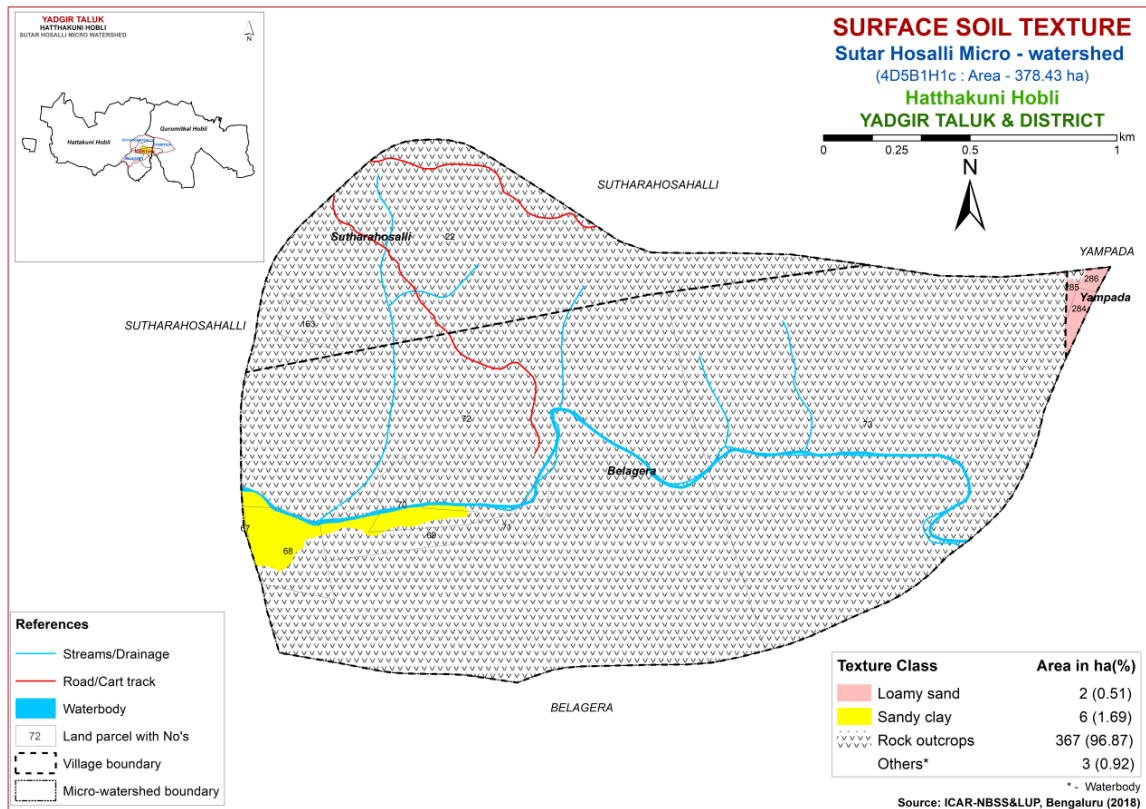 YADGIR TALUK
HATTHAKUNI HOBLI
SUTAR HOSALLI MICRO WATERSHED
N
Gurumitkal Hobli
Hattakuni Hobli
SURFACE SOIL TEXTURE
Sutar Hosalli Micro - watershed
(4D5B1H1c : Area - 378.43 ha)
Hatthakuni Hobli
YADGIR TALUK & DISTRICT
km
0 0.25 0.5 1
N
SUTHARAHOSAHALLI
Sutharahosalli
22
YAMPADA
286
285
Yampada
284
SUTHARAHOSAHALLI
163
72
73
Belagera
70
67
71
69
68
BELAGERA
References
Streams/Drainage
Road/Cart track
Waterbody
72 Land parcel with No's
Village boundary
Micro-watershed boundary
Texture Class Area in ha(%)
Loamy sand 2 (0.51)
Sandy clay 6 (1.69)
Rock outcrops 367 (96.87)
Others* 3 (0.92)
* - Waterbody
Source: ICAR-NBSS&LUP, Bengaluru (2018)